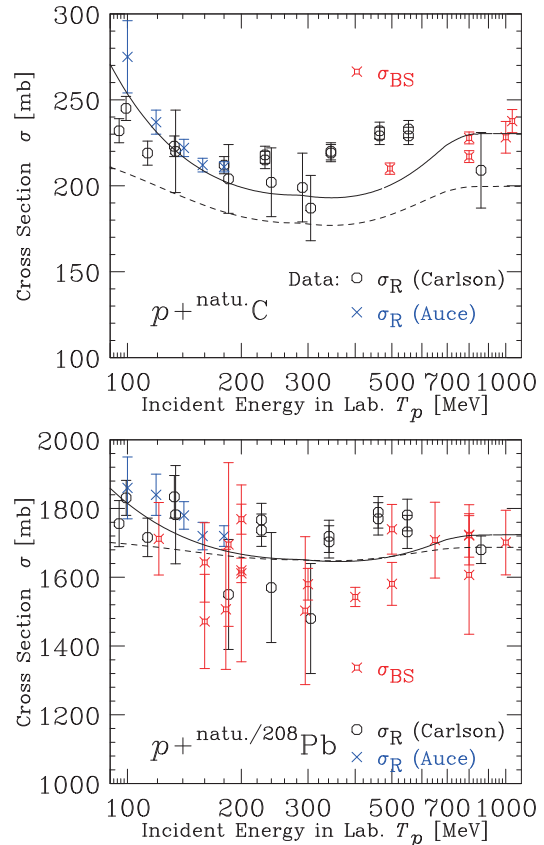 300
250
200
150
100
Cross Section σ [mb]
σBS
Data: σR (Carlson)
σR (Auce)
p+natu.C
100 200 300 500 700 1000
Incident Energy in Lab. Tp [MeV]
2000
1800
1600
1400
1200
1000
Cross Section σ [mb]
σBS
σR (Carlson)
σR (Auce)
p+natu./208Pb
100 200 300 500 700 1000
Incident Energy in Lab. Tp [MeV]